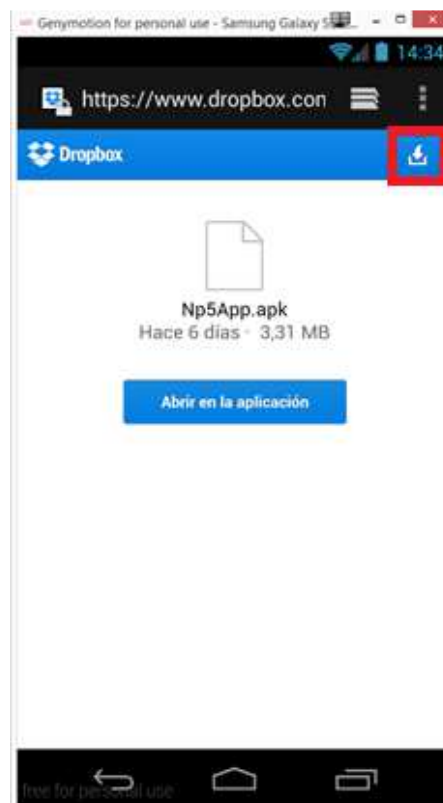 Genymotion for personal use - Samsung Galaxy S
14:34
https://www.dropbox.con
Dropbox
Np5App.apk
Hace 6 días · 3,31 MB
Abrir en la aplicación
free for personal use